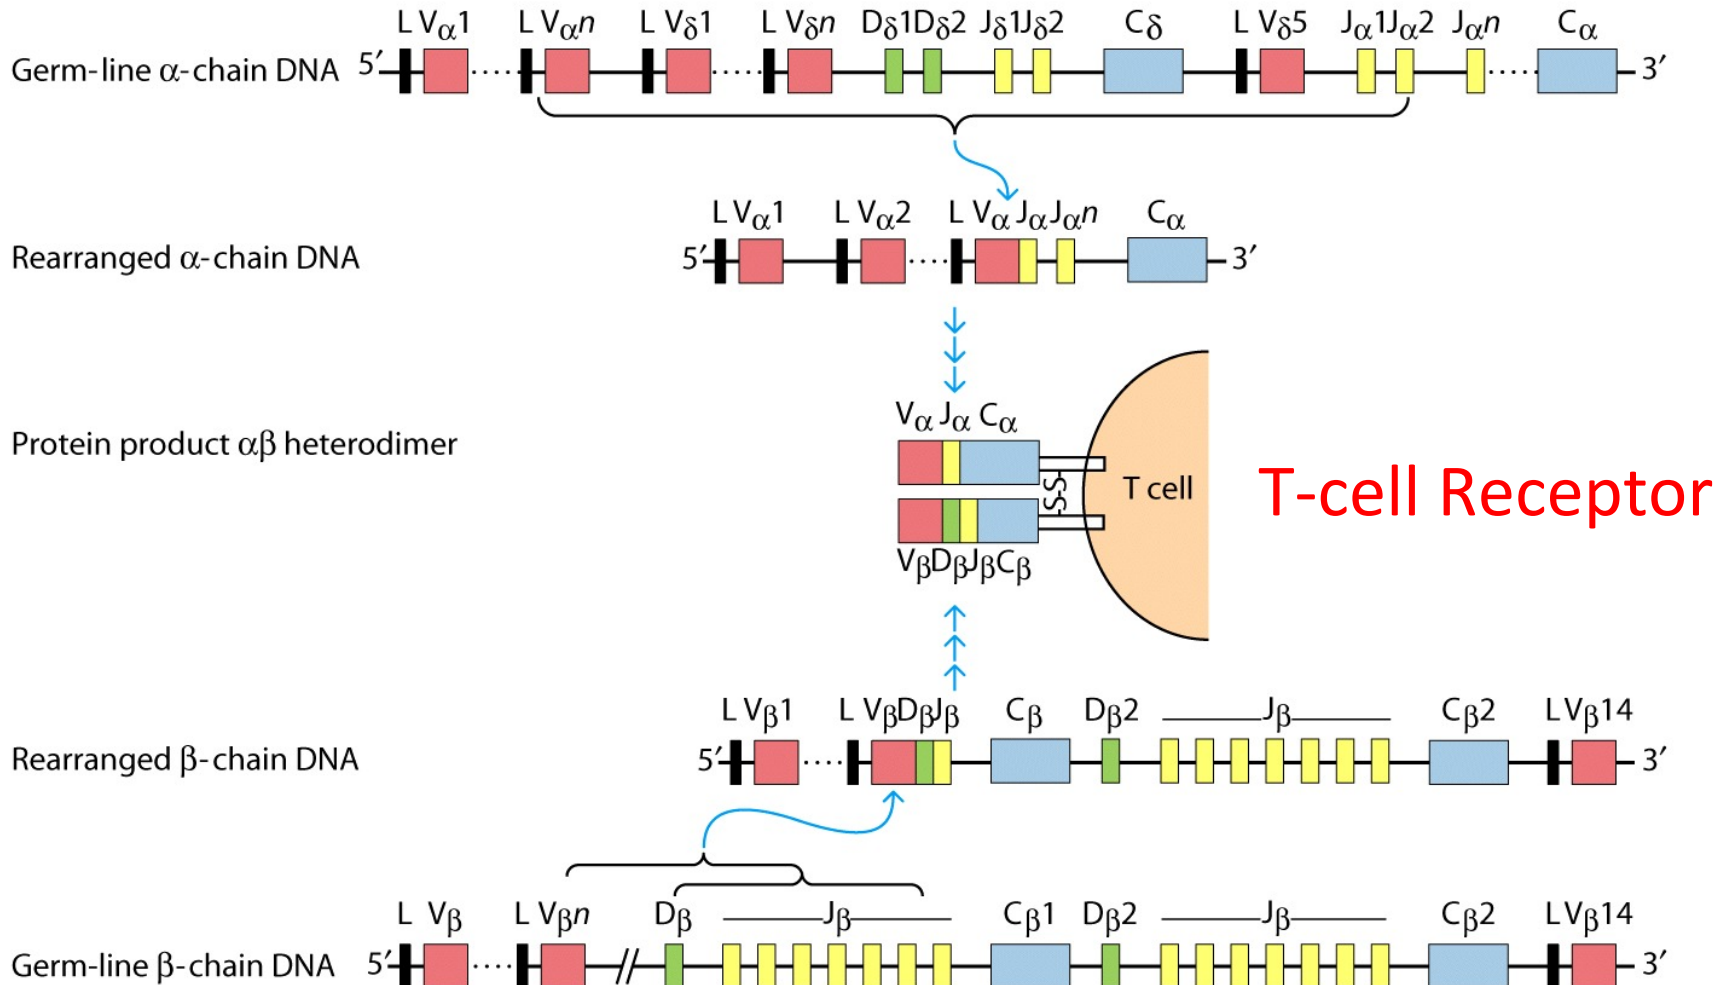 L Vα1 L Vαn L Vδ1 L Vδn Dδ1Dδ2 Jδ1Jδ2 Cδ L Vδ5 Jα1Jα2 Jαn Cα
Germ-line α-chain DNA 5′ ..... ..... ..... 3′
L Vα1 L Vα2 L Vα JαJαn Cα
Rearranged α-chain DNA 5′ .... 3′
Vα Jα Cα
Protein product αβ heterodimer
-S-S-
T cell
T-cell Receptor
VβDβJβCβ
L Vβ1 L VβDβJβ Cβ Dβ2 Jβ Cβ2 L Vβ14
Rearranged β-chain DNA 5′ .... 3′
L Vβ L Vβn Dβ Jβ Cβ1 Dβ2 Jβ Cβ2 L Vβ14
Germ-line β-chain DNA 5′ .... // 3′